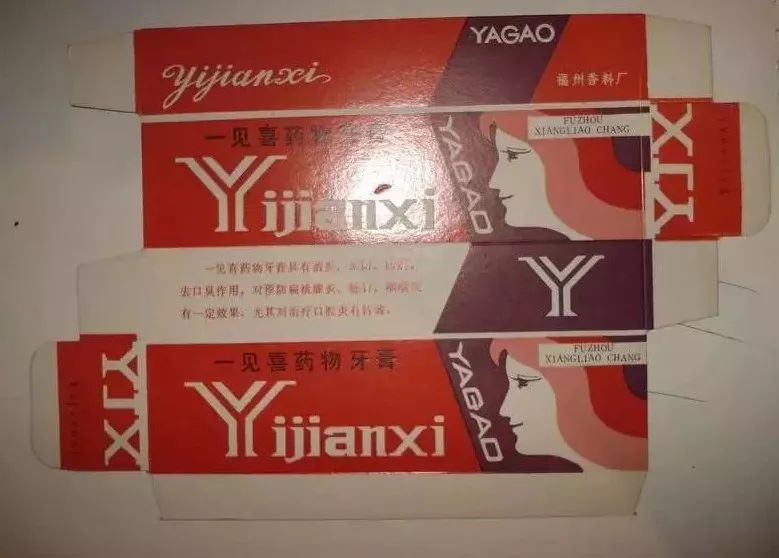 YAGAO
yijianxi
福州香料厂
一见喜药物牙膏
Yijianxi
YAGAO
FUZHOU
XIANGLIAO CHANG
YJX
一见喜药物牙膏具有消
去口臭作用，对预防扁桃腺炎、
有一定效果、尤其对治疗口腔炎有特效。
Y
一见喜药物牙膏
Yijianxi
YAGAO
FUZHOU
XIANGLIAO CHANG
YJX